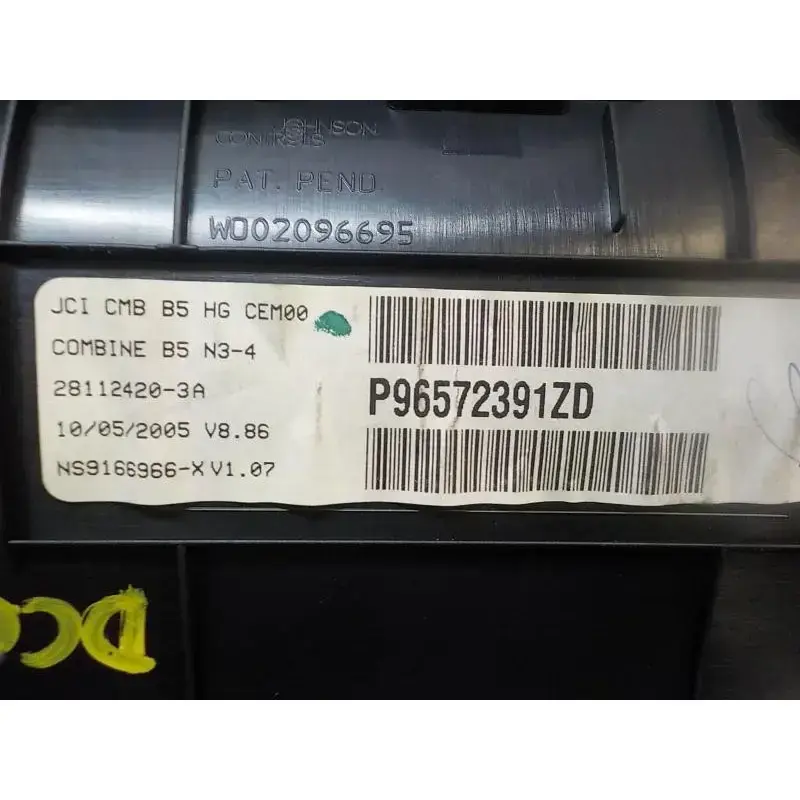 JOHNSON
CONTROLS
PAT. PEND.
W002096695
JCI CMB B5 HG CEM00
COMBINE B5 N3-4
28112420-3A
10/05/2005 V8.86
NS9166966-X V1.07
P96572391ZD